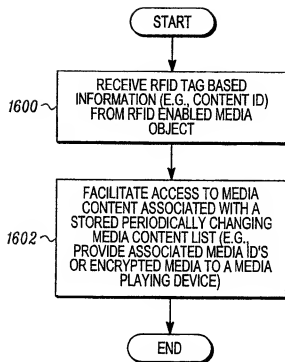 START
1600
RECEIVE RFID TAG BASED
INFORMATION (E.G., CONTENT ID)
FROM RFID ENABLED MEDIA
OBJECT
1602
FACILITATE ACCESS TO MEDIA
CONTENT ASSOCIATED WITH A
STORED PERIODICALLY CHANGING
MEDIA CONTENT LIST (E.G.,
PROVIDE ASSOCIATED MEDIA ID'S
OR ENCRYPTED MEDIA TO A MEDIA
PLAYING DEVICE)
END